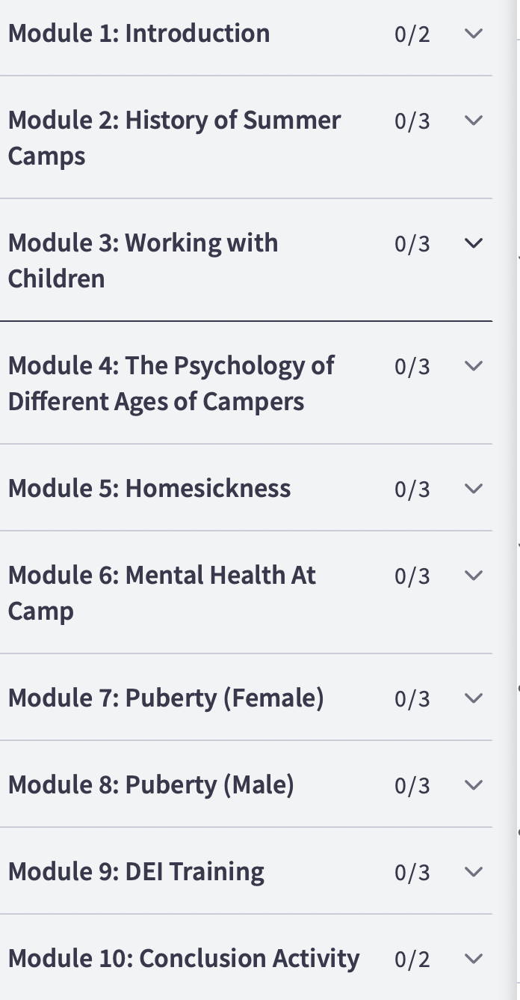 Module 1: Introduction 0/2
Module 2: History of Summer 0/3
Camps
Module 3: Working with 0/3
Children
Module 4: The Psychology of 0/3
Different Ages of Campers
Module 5: Homesickness 0/3
Module 6: Mental Health At 0/3
Camp
Module 7: Puberty (Female) 0/3
Module 8: Puberty (Male) 0/3
Module 9: DEI Training 0/3
Module 10: Conclusion Activity 0/2